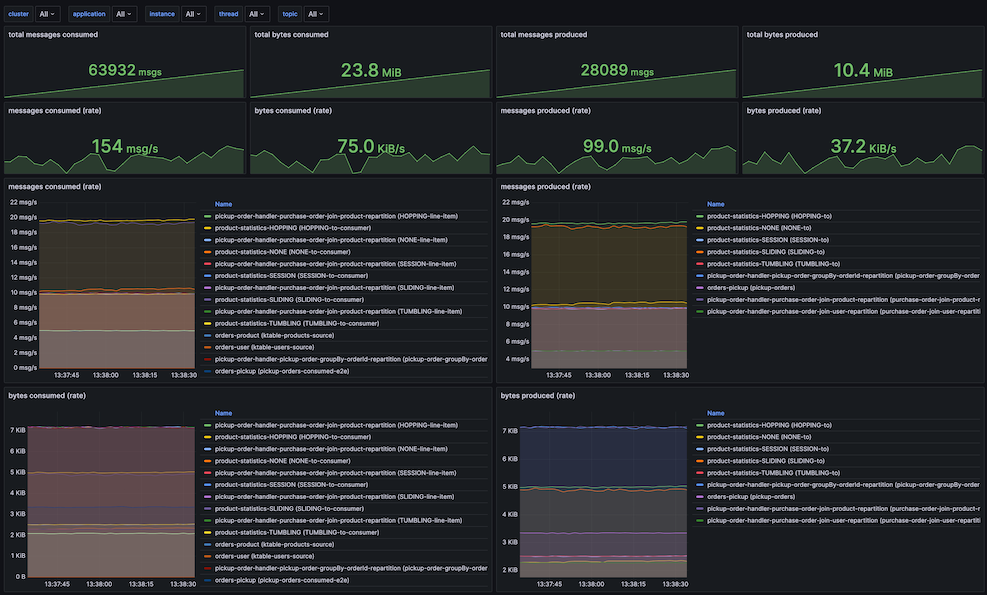 cluster All application All instance All thread All topic All
total messages consumed
63932 msgs
total bytes consumed
23.8 MiB
total messages produced
28089 msgs
total bytes produced
10.4 MiB
messages consumed (rate)
154 msg/s
bytes consumed (rate)
75.0 KiB/s
messages produced (rate)
99.0 msg/s
bytes produced (rate)
37.2 KiB/s
messages consumed (rate)
22 msg/s
20 msg/s
18 msg/s
16 msg/s
14 msg/s
12 msg/s
10 msg/s
8 msg/s
6 msg/s
4 msg/s
2 msg/s
0 msg/s
13:37:45 13:38:00 13:38:15 13:38:30
Name
pickup-order-handler-purchase-order-join-product-repartition (HOPPING-line-item)
product-statistics-HOPPING (HOPPING-to-consumer)
pickup-order-handler-purchase-order-join-product-repartition (NONE-line-item)
product-statistics-NONE (NONE-to-consumer)
pickup-order-handler-purchase-order-join-product-repartition (SESSION-line-item)
product-statistics-SESSION (SESSION-to-consumer)
pickup-order-handler-purchase-order-join-product-repartition (SLIDING-line-item)
product-statistics-SLIDING (SLIDING-to-consumer)
pickup-order-handler-purchase-order-join-product-repartition (TUMBLING-line-item)
product-statistics-TUMBLING (TUMBLING-to-consumer)
orders-product (ktable-products-source)
orders-user (ktable-users-source)
pickup-order-handler-pickup-order-groupBy-orderId-repartition (pickup-order-groupBy-order
orders-pickup (pickup-orders-consumed-e2e)
messages produced (rate)
22 msg/s
20 msg/s
18 msg/s
16 msg/s
14 msg/s
12 msg/s
10 msg/s
8 msg/s
6 msg/s
4 msg/s
13:37:45 13:38:00 13:38:15 13:38:30
Name
product-statistics-HOPPING (HOPPING-to)
product-statistics-NONE (NONE-to)
product-statistics-SESSION (SESSION-to)
product-statistics-SLIDING (SLIDING-to)
product-statistics-TUMBLING (TUMBLING-to)
pickup-order-handler-pickup-order-groupBy-orderId-repartition (pickup-order-groupBy-order
orders-pickup (pickup-orders)
pickup-order-handler-purchase-order-join-product-repartition (purchase-order-join-product-r
pickup-order-handler-purchase-order-join-user-repartition (purchase-order-join-user-repartiti
bytes consumed (rate)
7 KiB
6 KiB
5 KiB
4 KiB
3 KiB
2 KiB
1 KiB
0 B
13:37:45 13:38:00 13:38:15 13:38:30
Name
pickup-order-handler-purchase-order-join-product-repartition (HOPPING-line-item)
product-statistics-HOPPING (HOPPING-to-consumer)
pickup-order-handler-purchase-order-join-product-repartition (NONE-line-item)
product-statistics-NONE (NONE-to-consumer)
pickup-order-handler-purchase-order-join-product-repartition (SESSION-line-item)
product-statistics-SESSION (SESSION-to-consumer)
pickup-order-handler-purchase-order-join-product-repartition (SLIDING-line-item)
product-statistics-SLIDING (SLIDING-to-consumer)
pickup-order-handler-purchase-order-join-product-repartition (TUMBLING-line-item)
product-statistics-TUMBLING (TUMBLING-to-consumer)
orders-product (ktable-products-source)
orders-user (ktable-users-source)
pickup-order-handler-pickup-order-groupBy-orderId-repartition (pickup-order-groupBy-order
orders-pickup (pickup-orders-consumed-e2e)
bytes produced (rate)
7 KiB
6 KiB
5 KiB
4 KiB
3 KiB
2 KiB
13:37:45 13:38:00 13:38:15 13:38:30
Name
product-statistics-HOPPING (HOPPING-to)
product-statistics-NONE (NONE-to)
product-statistics-SESSION (SESSION-to)
product-statistics-SLIDING (SLIDING-to)
product-statistics-TUMBLING (TUMBLING-to)
pickup-order-handler-pickup-order-groupBy-orderId-repartition (pickup-order-groupBy-order
orders-pickup (pickup-orders)
pickup-order-handler-purchase-order-join-product-repartition (purchase-order-join-product-r
pickup-order-handler-purchase-order-join-user-repartition (purchase-order-join-user-repartiti